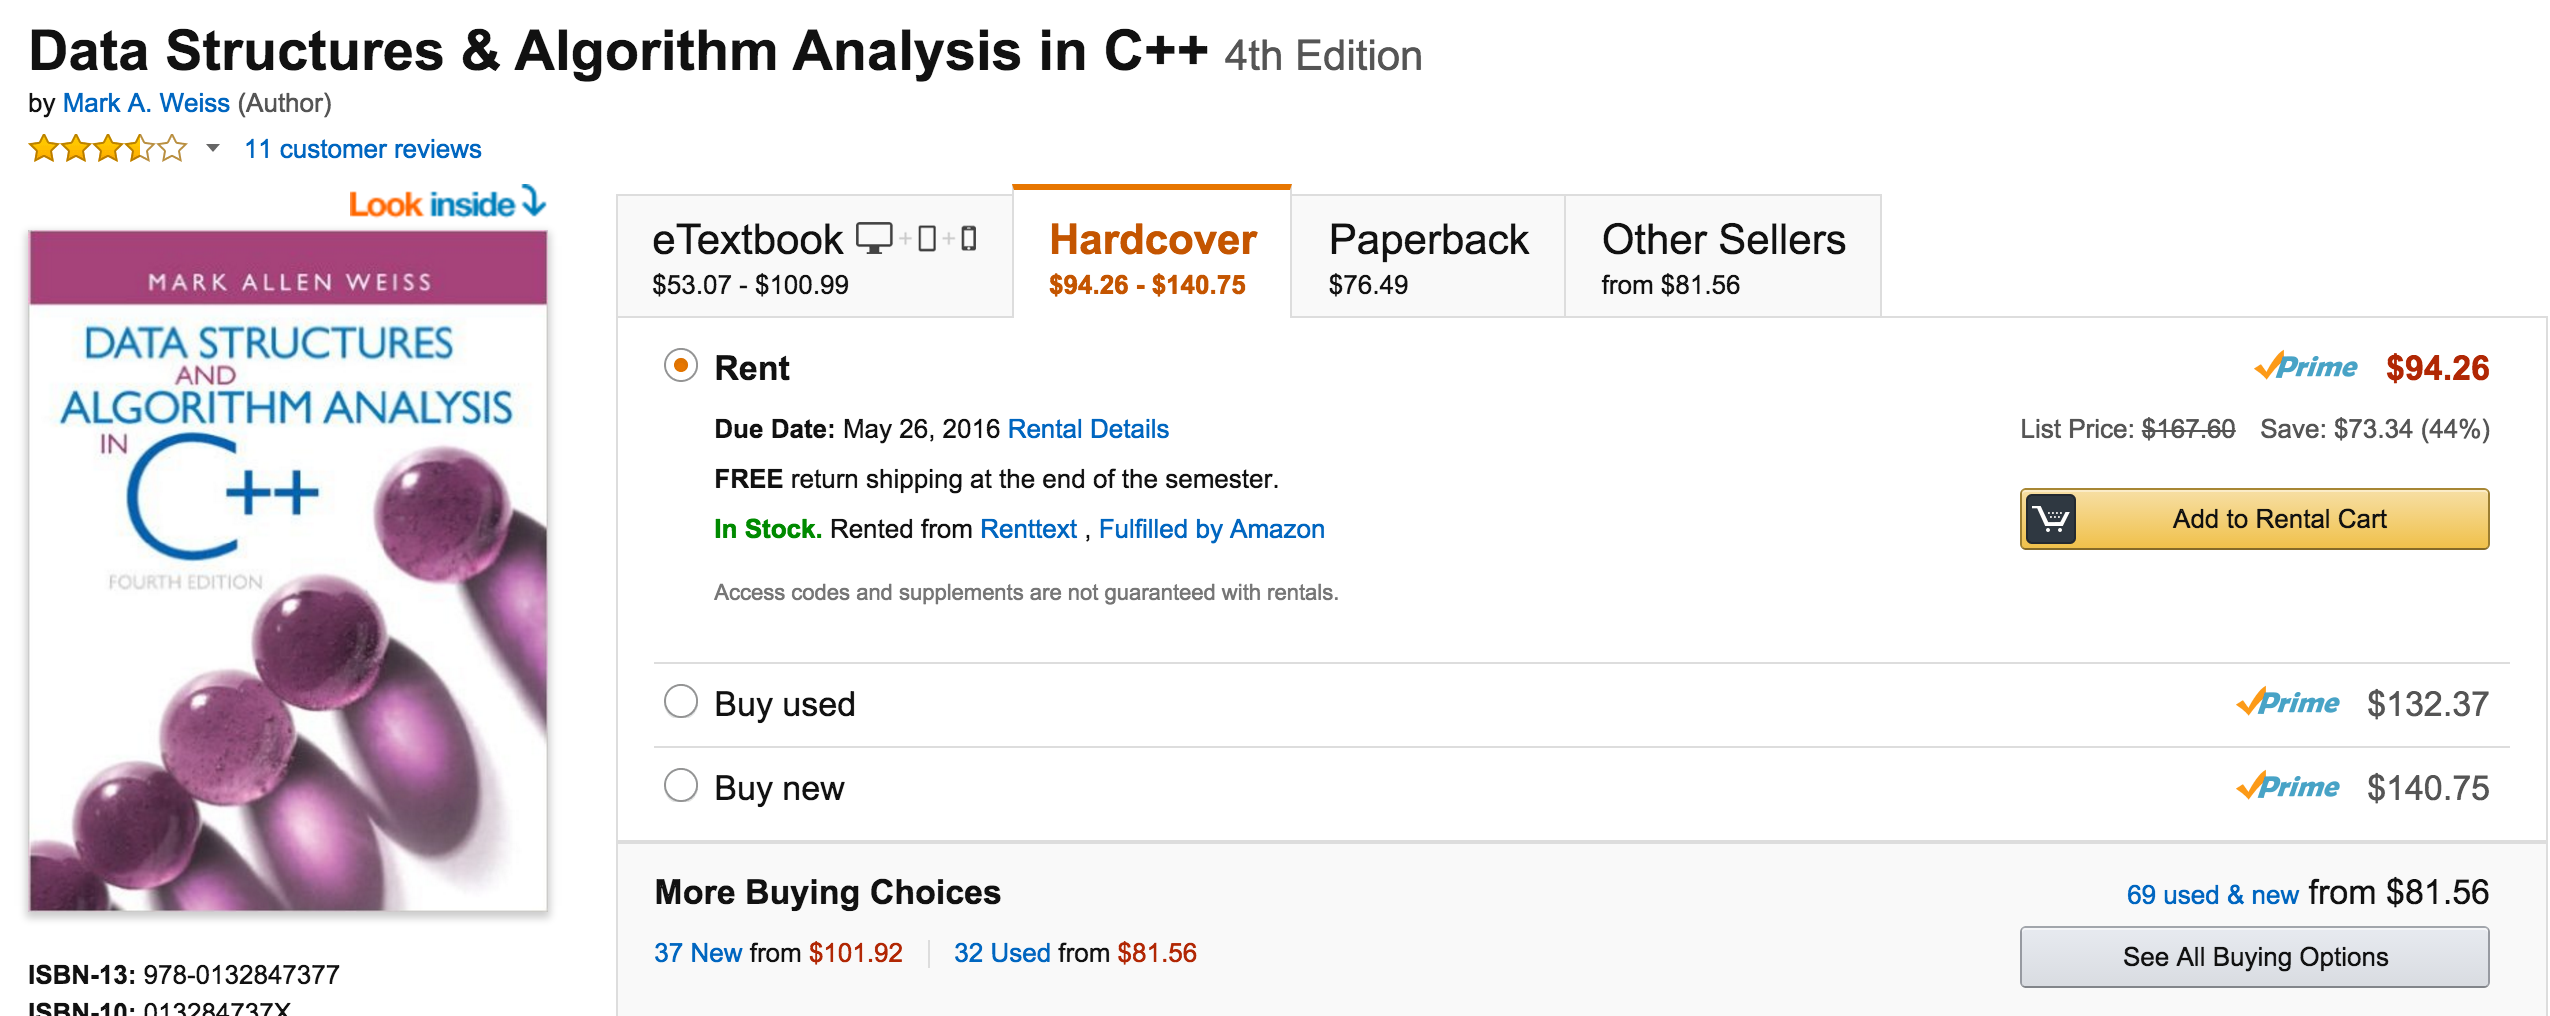 Data Structures & Algorithm Analysis in C++ 4th Edition
by Mark A. Weiss (Author)
11 customer reviews
Look inside
MARK ALLEN WEISS
DATA STRUCTURES
AND
ALGORITHM ANALYSIS
IN
C++
FOURTH EDITION
ISBN-13: 978-0132847377
ISBN-10: 013284737X
eTextbook
$53.07 - $100.99
Hardcover
$94.26 - $140.75
Paperback
$76.49
Other Sellers
from $81.56
Rent Prime $94.26
Due Date: May 26, 2016 Rental Details
List Price: $167.60 Save: $73.34 (44%)
FREE return shipping at the end of the semester.
In Stock. Rented from Renttext , Fulfilled by Amazon
Add to Rental Cart
Access codes and supplements are not guaranteed with rentals.
Buy used Prime $132.37
Buy new Prime $140.75
More Buying Choices
69 used & new from $81.56
37 New from $101.92 32 Used from $81.56
See All Buying Options